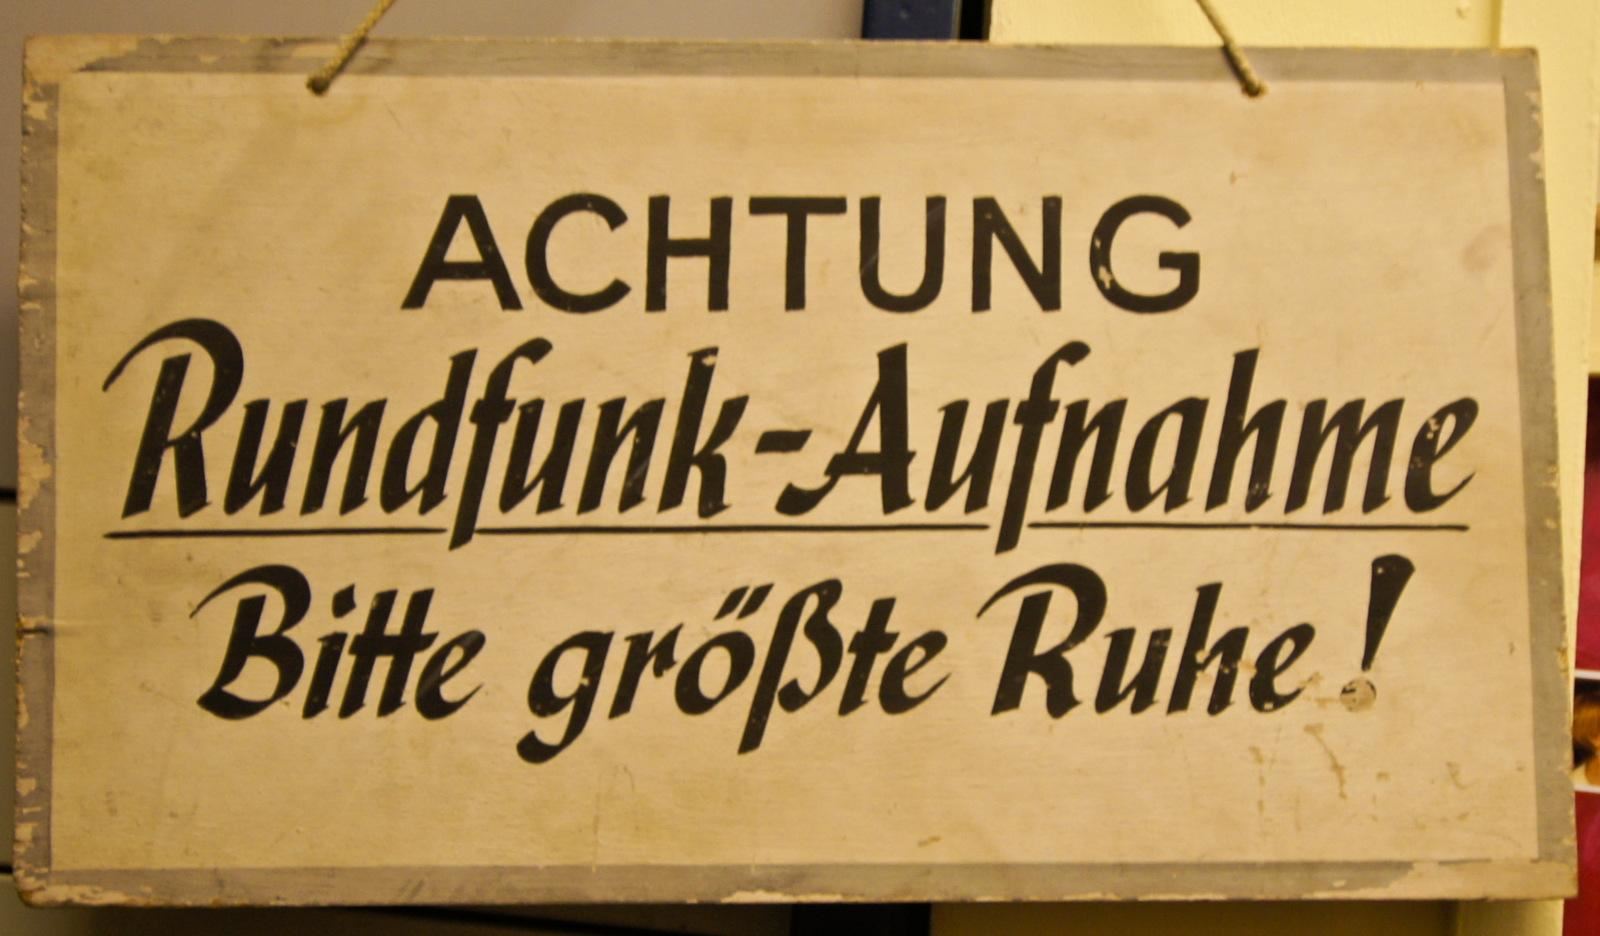 ACHTUNG
Rundfunk-Aufnahme
Bitte größte Ruhe!